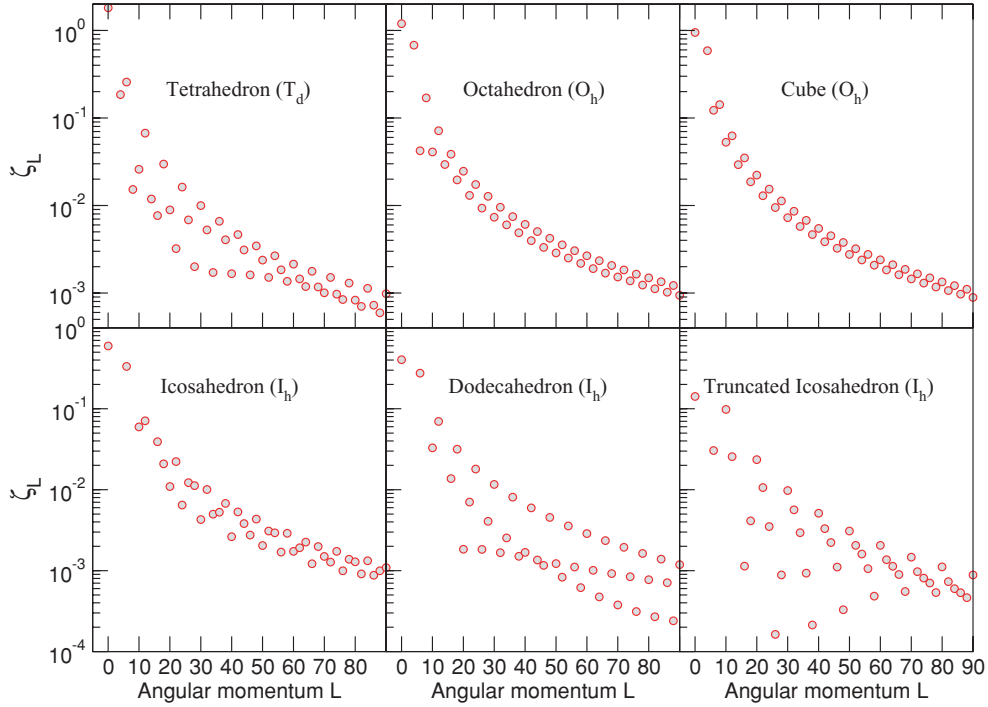 10^0
10^-1
10^-2
10^-3
ζ_L
Tetrahedron (T_d)
Octahedron (O_h)
Cube (O_h)
10^0
10^-1
10^-2
10^-3
10^-4
ζ_L
Icosahedron (I_h)
Dodecahedron (I_h)
Truncated Icosahedron (I_h)
0 10 20 30 40 50 60 70 80 0 10 20 30 40 50 60 70 80 0 10 20 30 40 50 60 70 80 90
Angular momentum L Angular momentum L Angular momentum L